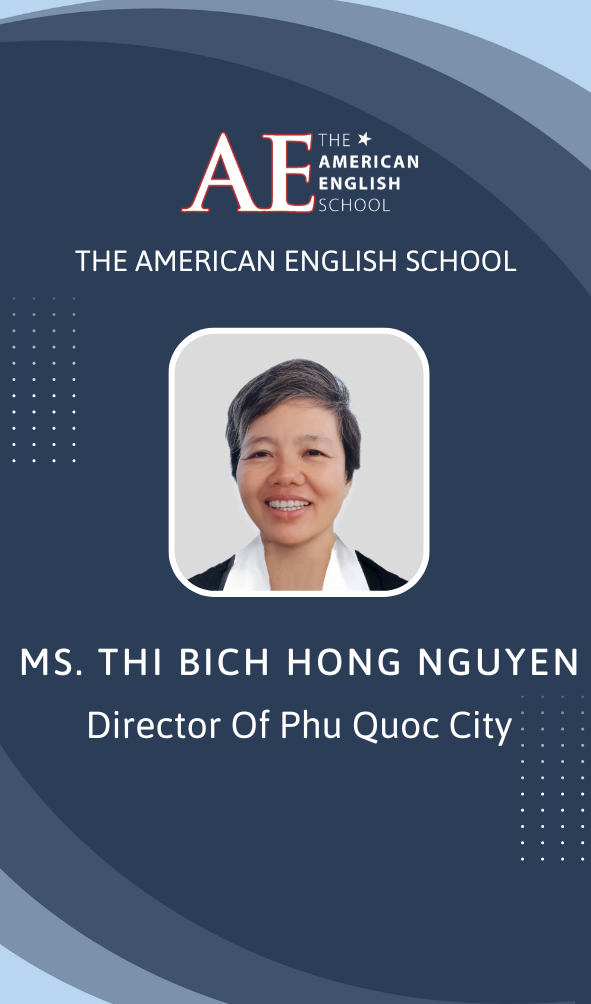 AE
THE
AMERICAN
ENGLISH
SCHOOL
THE AMERICAN ENGLISH SCHOOL
MS. THI BICH HONG NGUYEN
Director Of Phu Quoc City